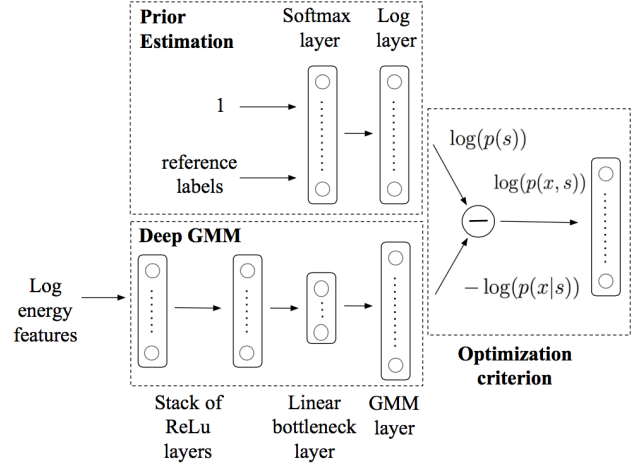 Prior
Estimation
Softmax
layer
Log
layer
1
reference
labels
log(p(s))
log(p(x, s))
−
−log(p(x|s))
Optimization
criterion
Deep GMM
Log
energy
features
Stack of
ReLu
layers
Linear
bottleneck
layer
GMM
layer